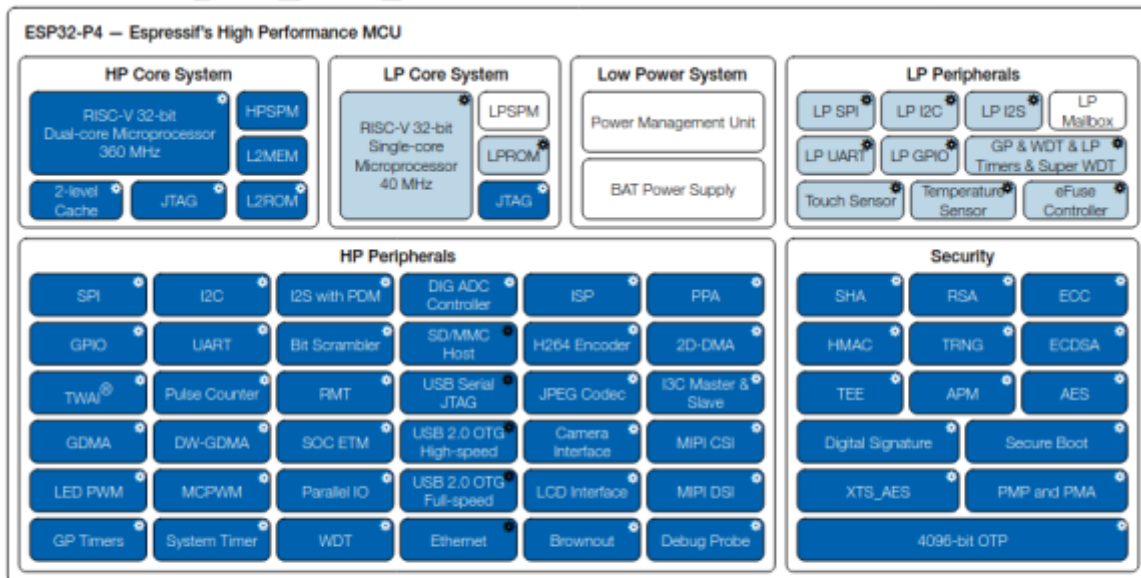 ESP32-P4 — Espressif's High Performance MCU
HP Core System
RISC-V 32-bit
Dual-core Microprocessor
360 MHz
HPSPM
L2MEM
2-level
Cache
JTAG
L2ROM
LP Core System
RISC-V 32-bit
Single-core
Microprocessor
40 MHz
LPSPM
LPROM
JTAG
Low Power System
Power Management Unit
BAT Power Supply
LP Peripherals
LP SPI
LP I2C
LP I2S
LP
Mailbox
LP UART
LP GPIO
GP & WDT & LP
Timers & Super WDT
Touch Sensor
Temperature
Sensor
eFuse
Controller
HP Peripherals
SPI
I2C
I2S with PDM
DIG ADC
Controller
ISP
PPA
GPIO
UART
Bit Scrambler
SD/MMC
Host
H264 Encoder
2D-DMA
TWAI®
Pulse Counter
RMT
USB Serial
JTAG
JPEG Codec
I3C Master &
Slave
GDMA
DW-GDMA
SOC ETM
USB 2.0 OTG
High-speed
Camera
Interface
MIPI CSI
LED PWM
MCPWM
Parallel IO
USB 2.0 OTG
Full-speed
LCD Interface
MIPI DSI
GP Timers
System Timer
WDT
Ethernet
Brownout
Debug Probe
Security
SHA
RSA
ECC
HMAC
TRNG
ECDSA
TEE
APM
AES
Digital Signature
Secure Boot
XTS_AES
PMP and PMA
4096-bit OTP